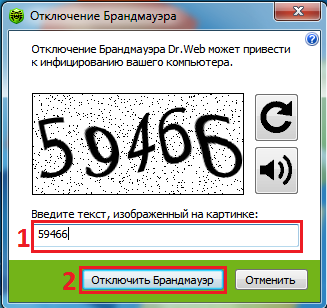 Отключение Брандмауэра
Отключение Брандмауэра Dr.Web может привести
к инфицированию вашего компьютера.
59466
Введите текст, изображенный на картинке:
1
59466
2
Отключить Брандмауэр
Отменить